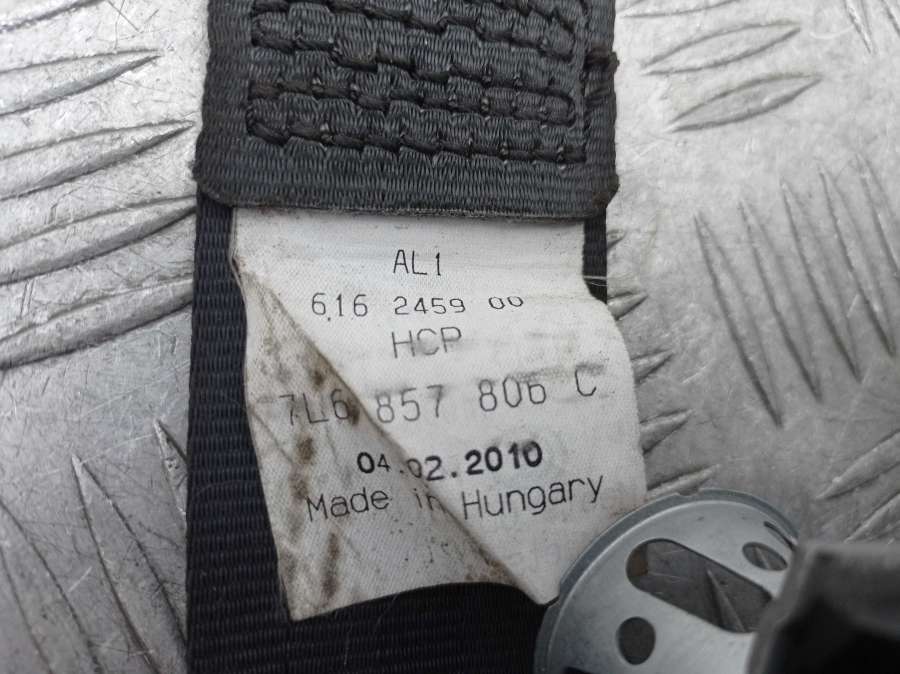 AL1
616 2459 00
HCP
7L6 857 806 C
04.02.2010
Made in Hungary